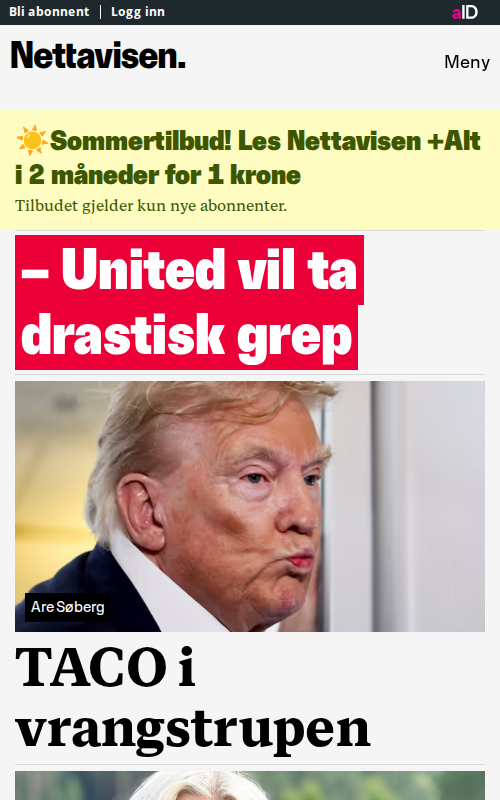 Bli abonnent | Logg inn
aID
Nettavisen.
Meny
☀️Sommertilbud! Les Nettavisen +Alt
i 2 måneder for 1 krone
Tilbudet gjelder kun nye abonnenter.
– United vil ta
drastisk grep
Are Søberg
TACO i
vrangstrupen